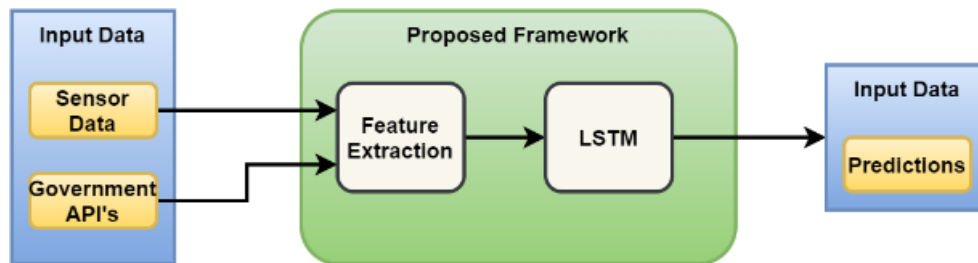 Input Data
Sensor
Data
Government
API's
Proposed Framework
Feature
Extraction
LSTM
Input Data
Predictions